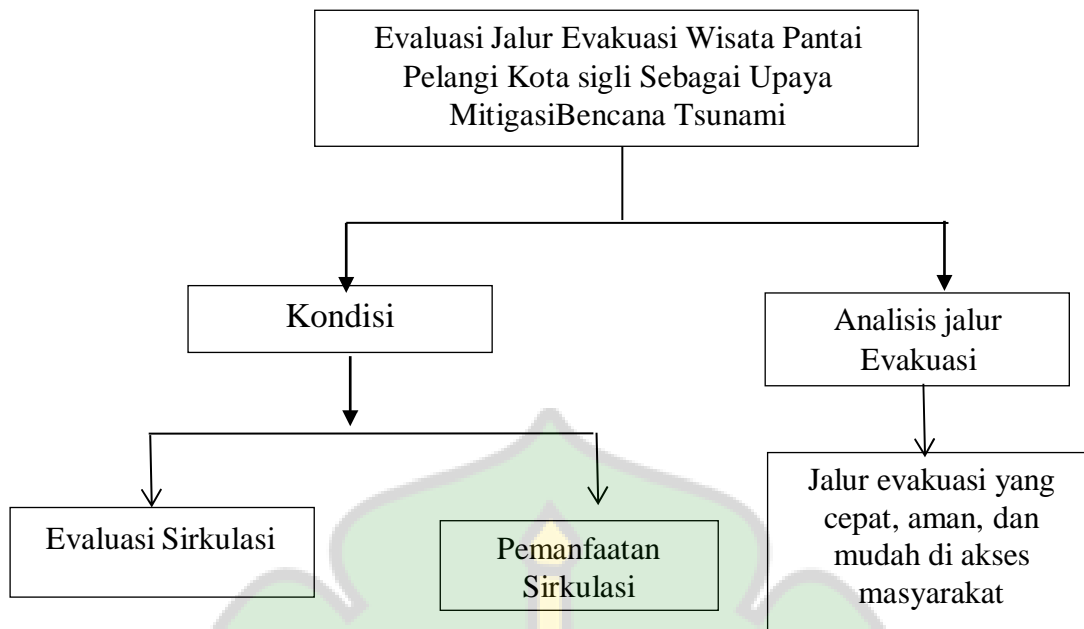 Evaluasi Jalur Evakuasi Wisata Pantai
Pelangi Kota sigli Sebagai Upaya
MitigasiBencana Tsunami
Kondisi
Analisis jalur
Evakuasi
Evaluasi Sirkulasi
Pemanfaatan
Sirkulasi
Jalur evakuasi yang
cepat, aman, dan
mudah di akses
masyarakat